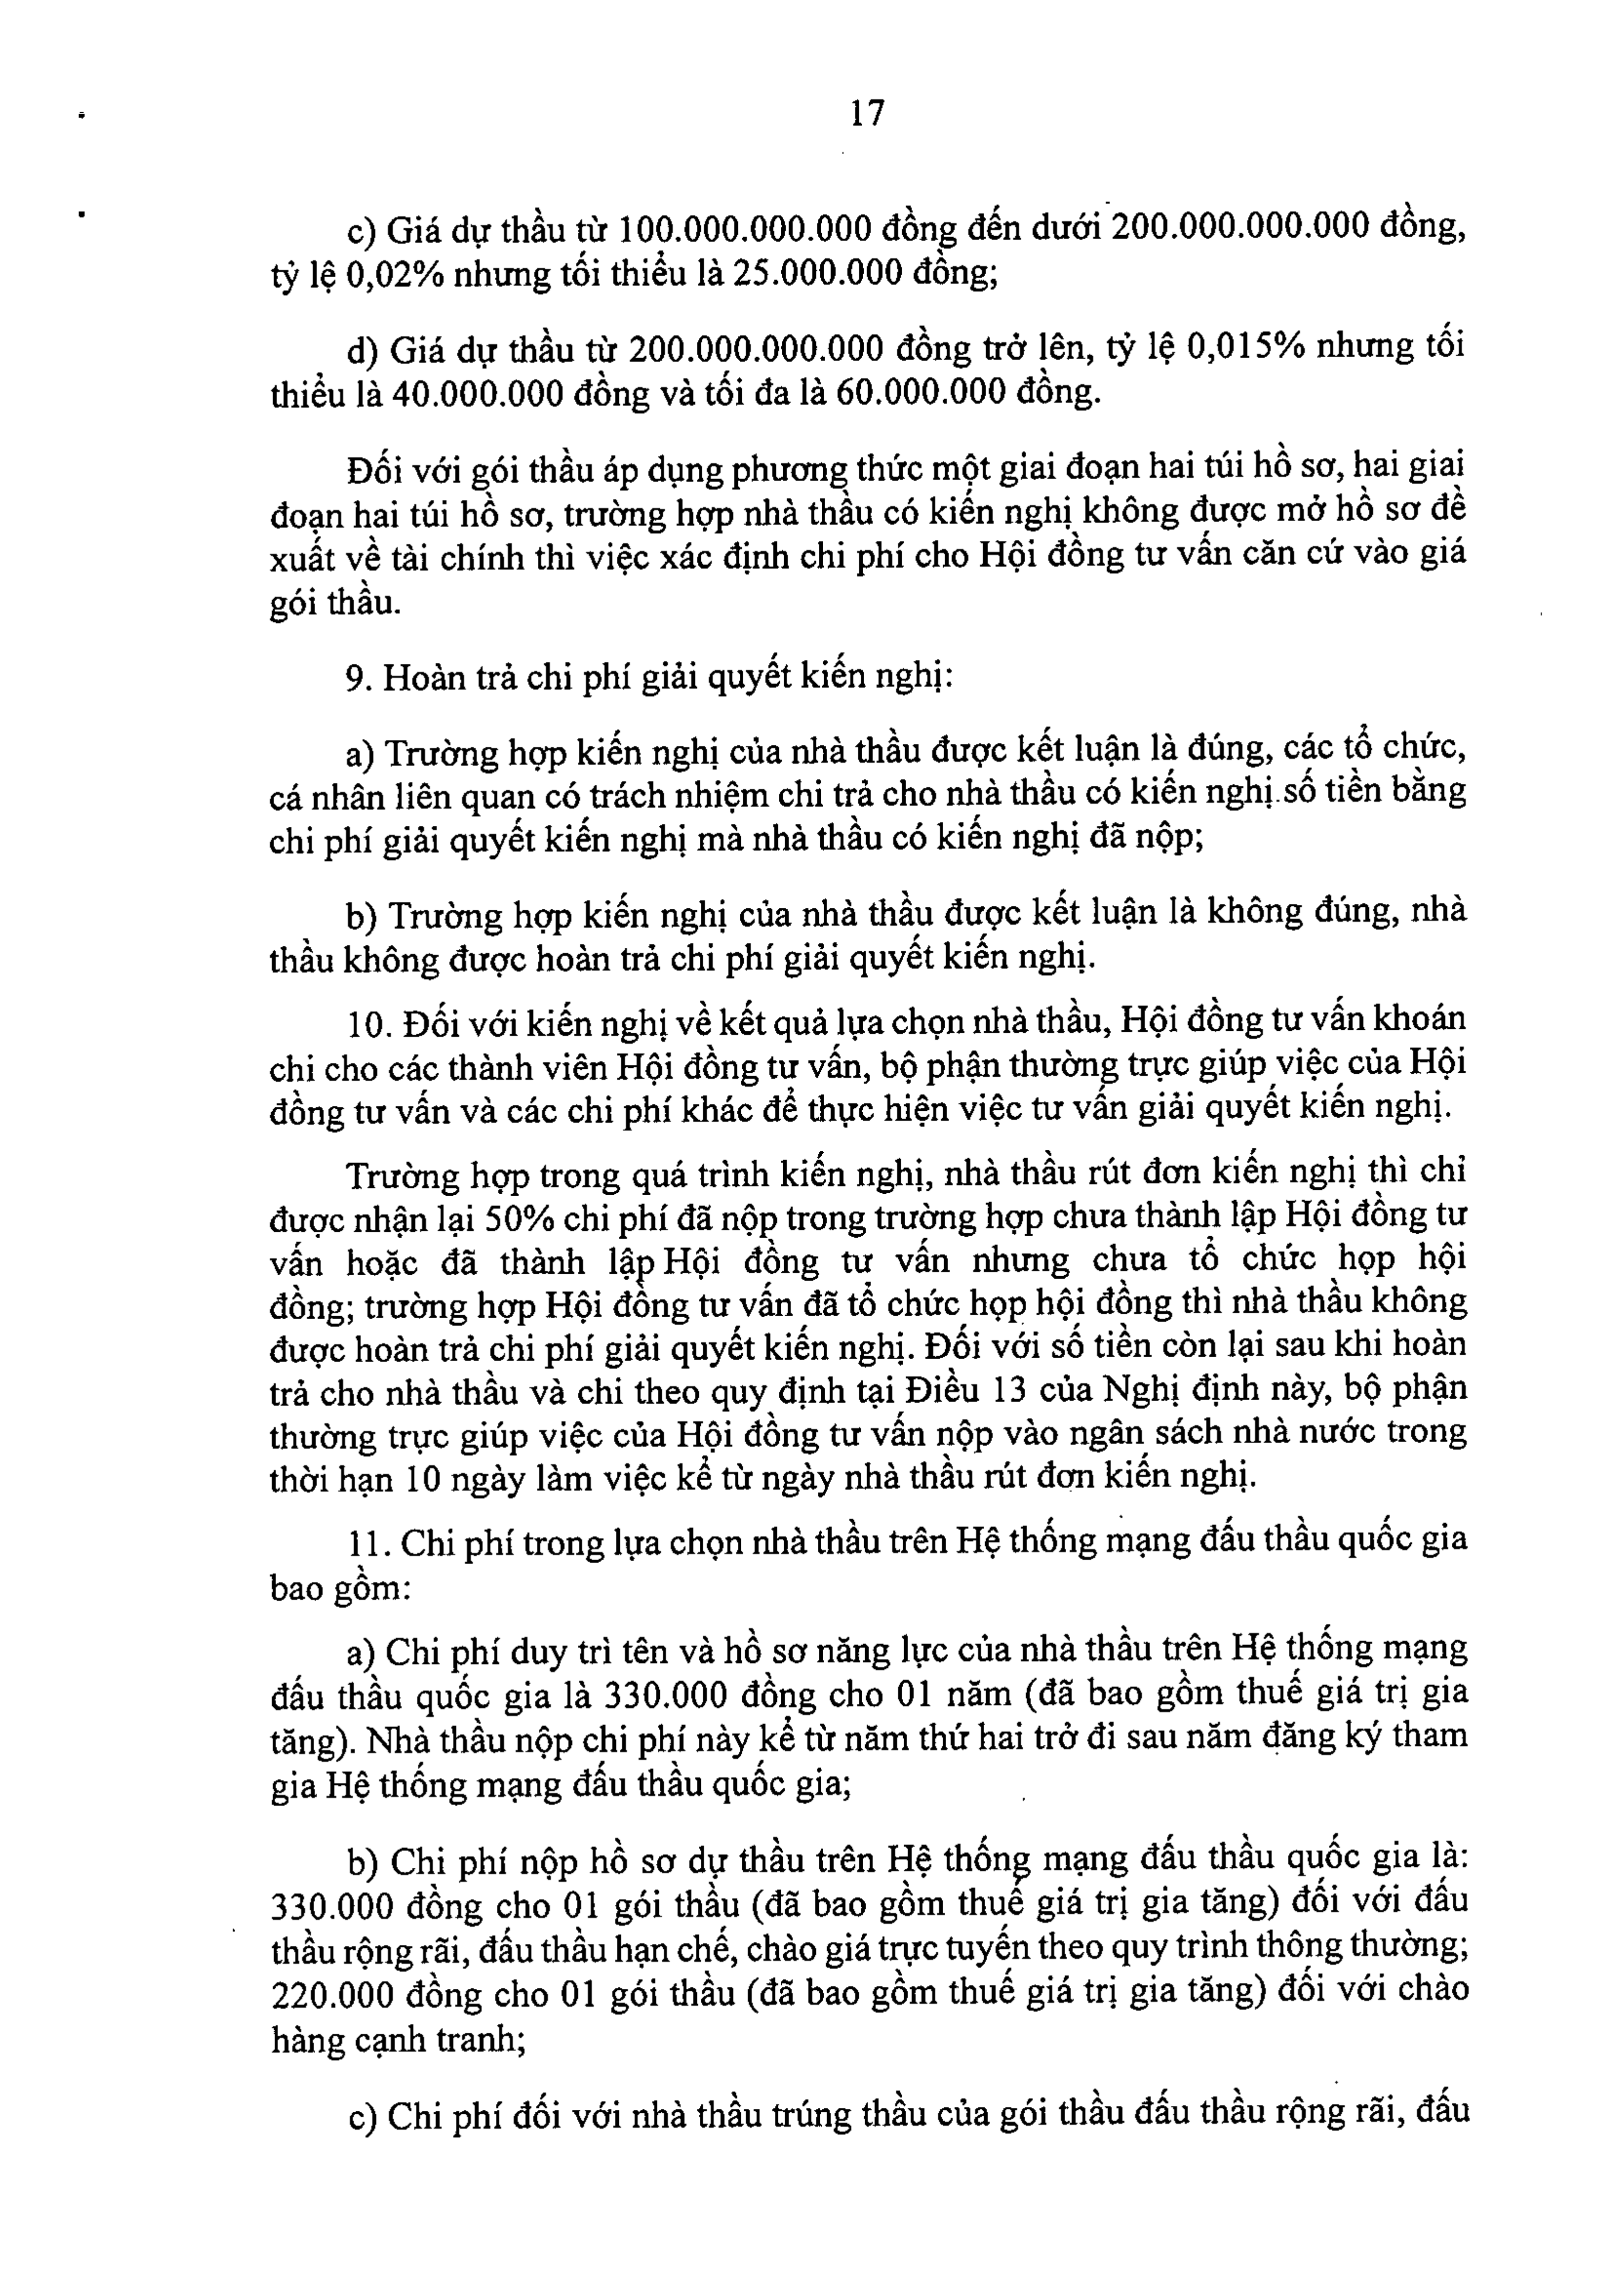 17
c) Giá dự thầu từ 100.000.000.000 đồng đến dưới 200.000.000.000 đồng,
tỷ lệ 0,02% nhưng tối thiểu là 25.000.000 đồng;
d) Giá dự thầu từ 200.000.000.000 đồng trở lên, tỷ lệ 0,015% nhưng tối
thiểu là 40.000.000 đồng và tối đa là 60.000.000 đồng.
Đối với gói thầu áp dụng phương thức một giai đoạn hai túi hồ sơ, hai giai
đoạn hai túi hồ sơ, trường hợp nhà thầu có kiến nghị không được mở hồ sơ đề
xuất về tài chính thì việc xác định chi phí cho Hội đồng tư vấn căn cứ vào giá
gói thầu.
9. Hoàn trả chi phí giải quyết kiến nghị:
a) Trường hợp kiến nghị của nhà thầu được kết luận là đúng, các tổ chức,
cá nhân liên quan có trách nhiệm chi trả cho nhà thầu có kiến nghị số tiền bằng
chi phí giải quyết kiến nghị mà nhà thầu có kiến nghị đã nộp;
b) Trường hợp kiến nghị của nhà thầu được kết luận là không đúng, nhà
thầu không được hoàn trả chi phí giải quyết kiến nghị.
10. Đối với kiến nghị về kết quả lựa chọn nhà thầu, Hội đồng tư vấn khoán
chi cho các thành viên Hội đồng tư vấn, bộ phận thường trực giúp việc của Hội
đồng tư vấn và các chi phí khác để thực hiện việc tư vấn giải quyết kiến nghị.
Trường hợp trong quá trình kiến nghị, nhà thầu rút đơn kiến nghị thì chỉ
được nhận lại 50% chi phí đã nộp trong trường hợp chưa thành lập Hội đồng tư
vấn hoặc đã thành lập Hội đồng tư vấn nhưng chưa tổ chức họp hội
đồng; trường hợp Hội đồng tư vấn đã tổ chức họp hội đồng thì nhà thầu không
được hoàn trả chi phí giải quyết kiến nghị. Đối với số tiền còn lại sau khi hoàn
trả cho nhà thầu và chi theo quy định tại Điều 13 của Nghị định này, bộ phận
thường trực giúp việc của Hội đồng tư vấn nộp vào ngân sách nhà nước trong
thời hạn 10 ngày làm việc kể từ ngày nhà thầu rút đơn kiến nghị.
11. Chi phí trong lựa chọn nhà thầu trên Hệ thống mạng đấu thầu quốc gia
bao gồm:
a) Chi phí duy trì tên và hồ sơ năng lực của nhà thầu trên Hệ thống mạng
đấu thầu quốc gia là 330.000 đồng cho 01 năm (đã bao gồm thuế giá trị gia
tăng). Nhà thầu nộp chi phí này kể từ năm thứ hai trở đi sau năm đăng ký tham
gia Hệ thống mạng đấu thầu quốc gia;
b) Chi phí nộp hồ sơ dự thầu trên Hệ thống mạng đấu thầu quốc gia là:
330.000 đồng cho 01 gói thầu (đã bao gồm thuế giá trị gia tăng) đối với đấu
thầu rộng rãi, đấu thầu hạn chế, chào giá trực tuyến theo quy trình thông thường;
220.000 đồng cho 01 gói thầu (đã bao gồm thuế giá trị gia tăng) đối với chào
hàng cạnh tranh;
c) Chi phí đối với nhà thầu trúng thầu của gói thầu đấu thầu rộng rãi, đấu